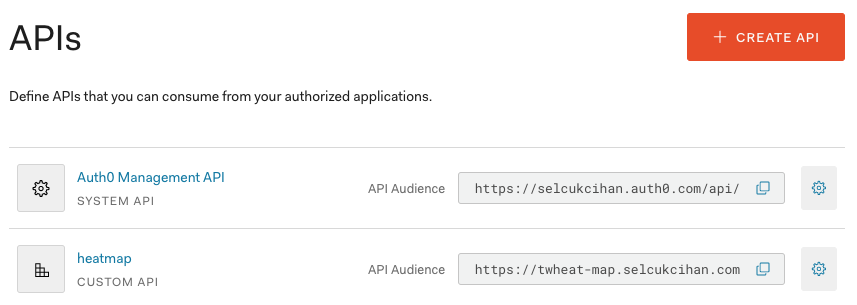 APIs
+ CREATE API
Define APIs that you can consume from your authorized applications.
Auth0 Management API
SYSTEM API
API Audience
https://selcukcihan.auth0.com/api/
heatmap
CUSTOM API
API Audience
https://twheat-map.selcukcihan.com